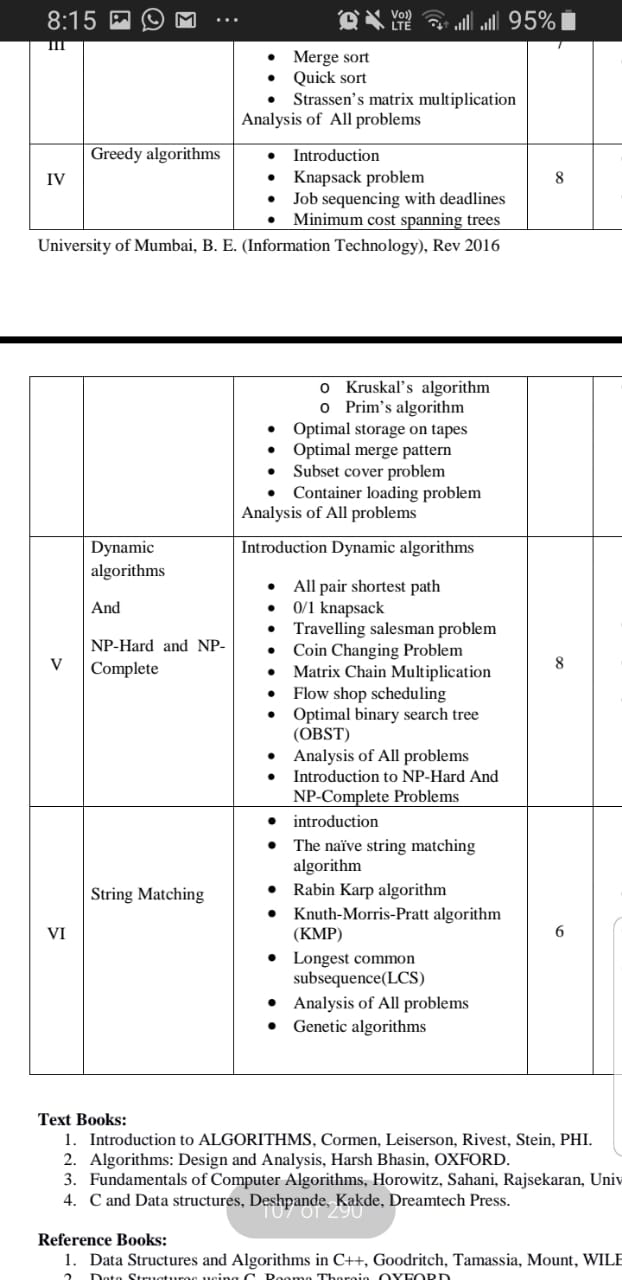 8:15 ... Vo)) LTE 95%
III
• Merge sort
• Quick sort
• Strassen's matrix multiplication
Analysis of All problems
Greedy algorithms
IV
• Introduction
• Knapsack problem
• Job sequencing with deadlines
• Minimum cost spanning trees
8
University of Mumbai, B. E. (Information Technology), Rev 2016
o Kruskal's algorithm
o Prim's algorithm
• Optimal storage on tapes
• Optimal merge pattern
• Subset cover problem
• Container loading problem
Analysis of All problems
V
Dynamic
algorithms
And
NP-Hard and NP-
Complete
Introduction Dynamic algorithms
• All pair shortest path
• 0/1 knapsack
• Travelling salesman problem
• Coin Changing Problem
• Matrix Chain Multiplication
• Flow shop scheduling
• Optimal binary search tree
(OBST)
• Analysis of All problems
• Introduction to NP-Hard And
NP-Complete Problems
8
VI
String Matching
• introduction
• The naïve string matching
algorithm
• Rabin Karp algorithm
• Knuth-Morris-Pratt algorithm
(KMP)
• Longest common
subsequence(LCS)
• Analysis of All problems
• Genetic algorithms
6
Text Books:
1. Introduction to ALGORITHMS, Cormen, Leiserson, Rivest, Stein, PHI.
2. Algorithms: Design and Analysis, Harsh Bhasin, OXFORD.
3. Fundamentals of Computer Algorithms, Horowitz, Sahani, Rajsekaran, Univ
4. C and Data structures, Deshpande, Kakde, Dreamtech Press.
107 of 290
Reference Books:
1. Data Structures and Algorithms in C++, Goodritch, Tamassia, Mount, WILE
2. Data Structures using C, Reema Thareja, OXFORD